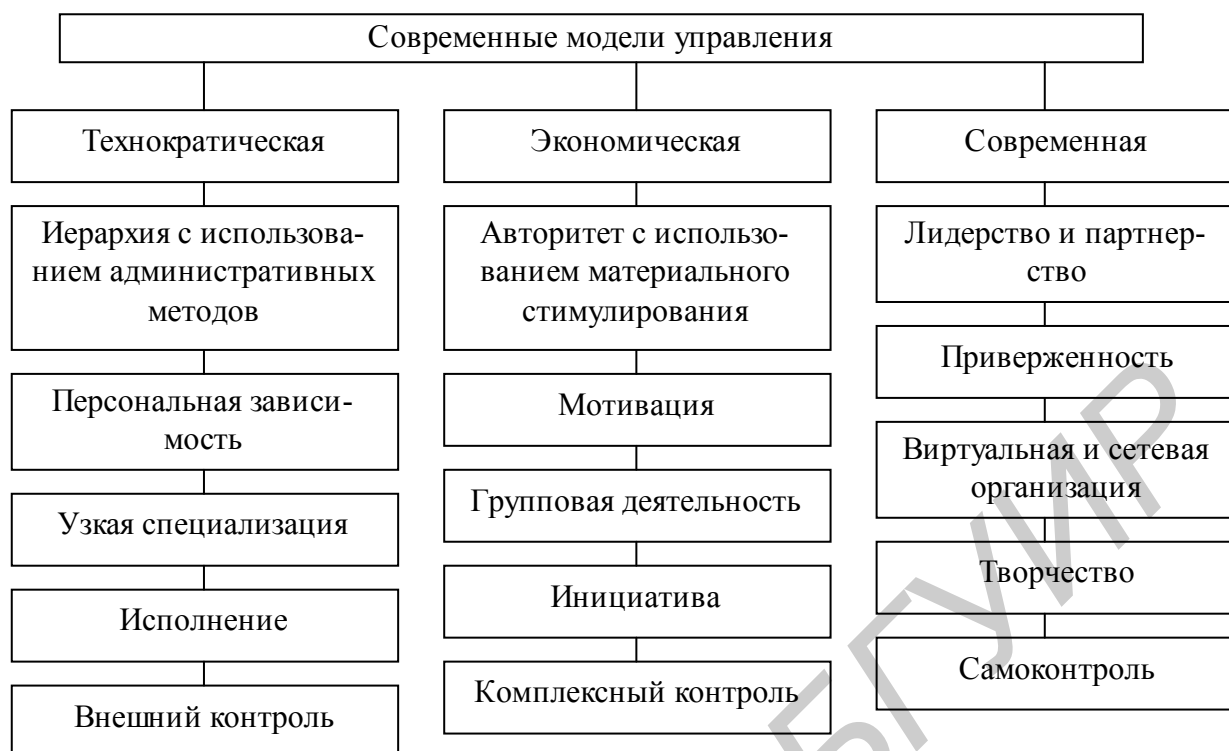 Современные модели управления
Технократическая
Иерархия с использова-
нием административных
методов
Персональная зависи-
мость
Узкая специализация
Исполнение
Внешний контроль
Экономическая
Авторитет с использо-
ванием материального
стимулирования
Мотивация
Групповая деятельность
Инициатива
Комплексный контроль
Современная
Лидерство и партнер-
ство
Приверженность
Виртуальная и сетевая
организация
Творчество
Самоконтроль
БГУИР